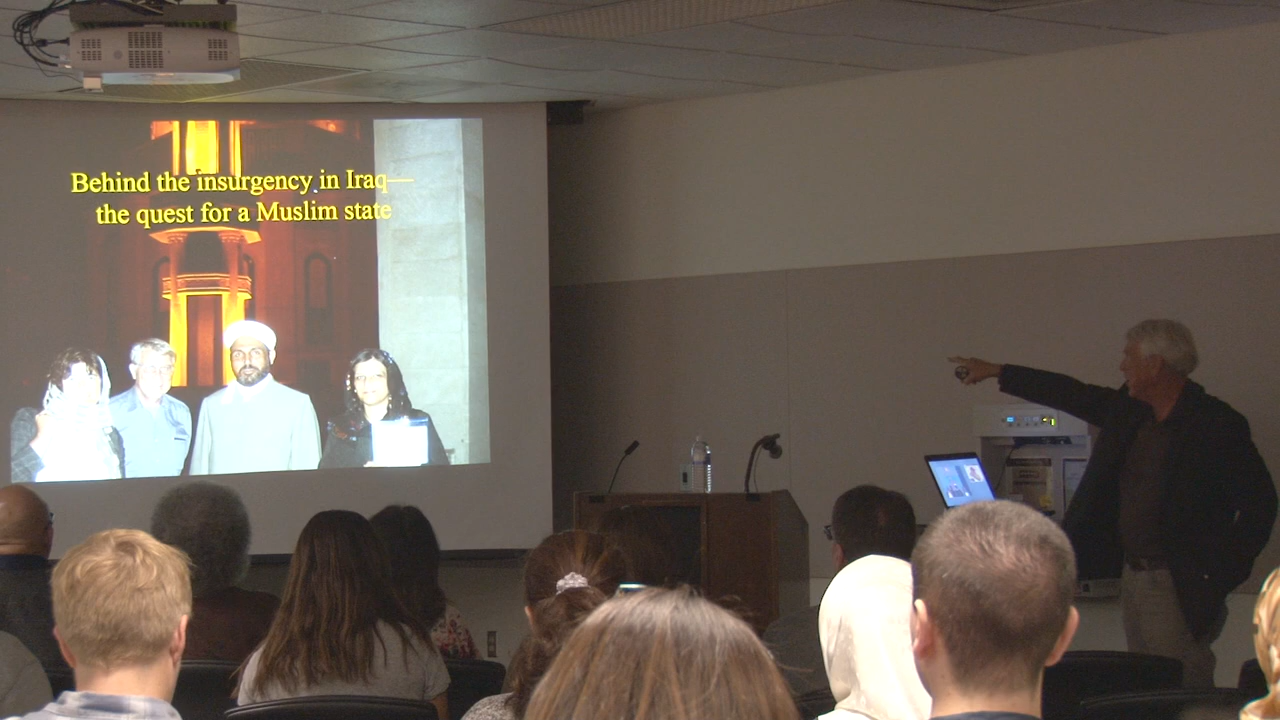 Behind the insurgency in Iraq—
the quest for a Muslim state